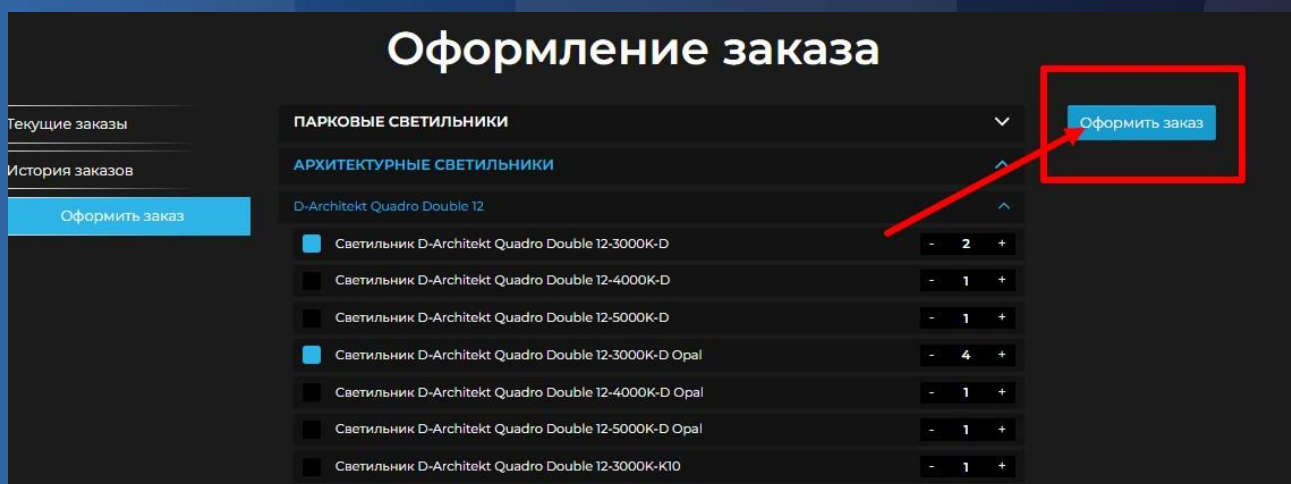 Оформление заказа
Текущие заказы
История заказов
Оформить заказ
ПАРКОВЫЕ СВЕТИЛЬНИКИ
АРХИТЕКТУРНЫЕ СВЕТИЛЬНИКИ
D-Architekt Quadro Double 12
Светильник D-Architekt Quadro Double 12-3000K-D - 2 +
Светильник D-Architekt Quadro Double 12-4000K-D - 1 +
Светильник D-Architekt Quadro Double 12-5000K-D - 1 +
Светильник D-Architekt Quadro Double 12-3000K-D Opal - 4 +
Светильник D-Architekt Quadro Double 12-4000K-D Opal - 1 +
Светильник D-Architekt Quadro Double 12-5000K-D Opal - 1 +
Светильник D-Architekt Quadro Double 12-3000K-K10 - 1 +
Оформить заказ